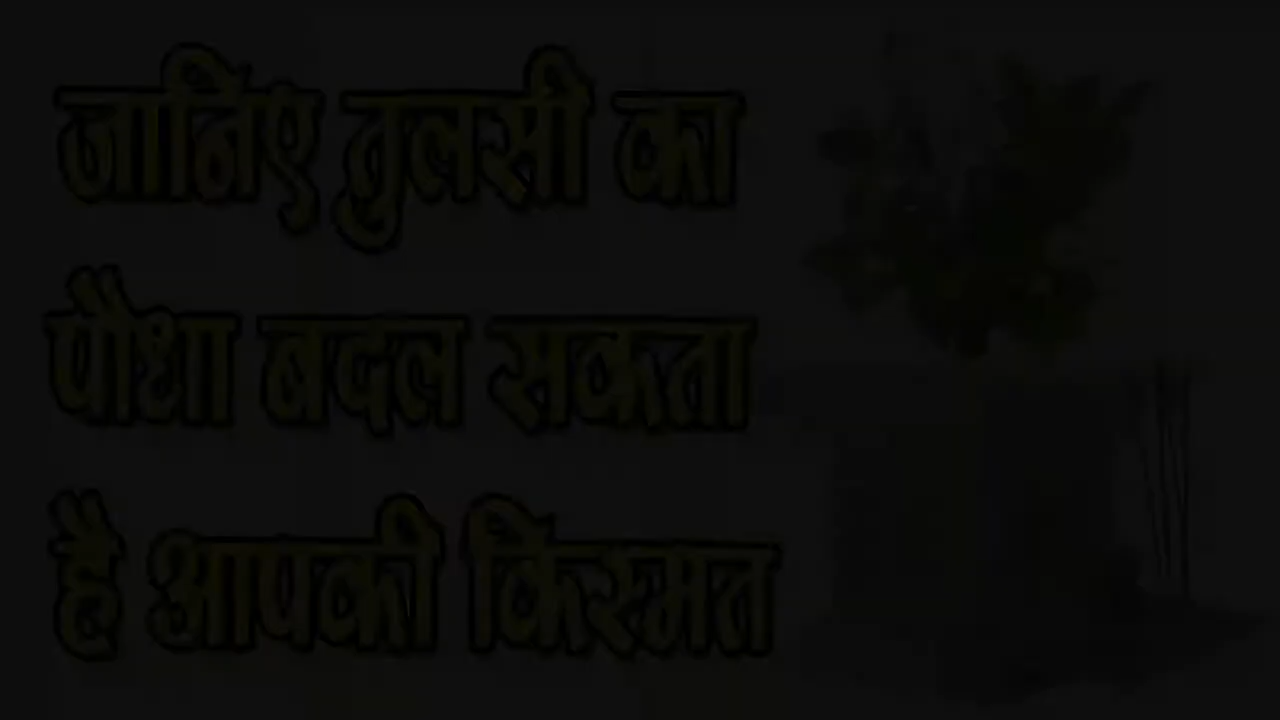 जानिए तुलसी का
पौधा बदल सकता
है आपकी किस्मत